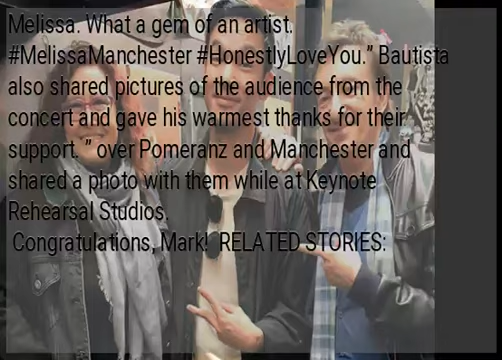 Melissa. What a gem of an artist.
#MelissaManchester #HonestlyLoveYou.” Bautista
also shared pictures of the audience from the
concert and gave his warmest thanks for their
support. ” over Pomeranz and Manchester and
shared a photo with them while at Keynote
Rehearsal Studios.
Congratulations, Mark! RELATED STORIES: